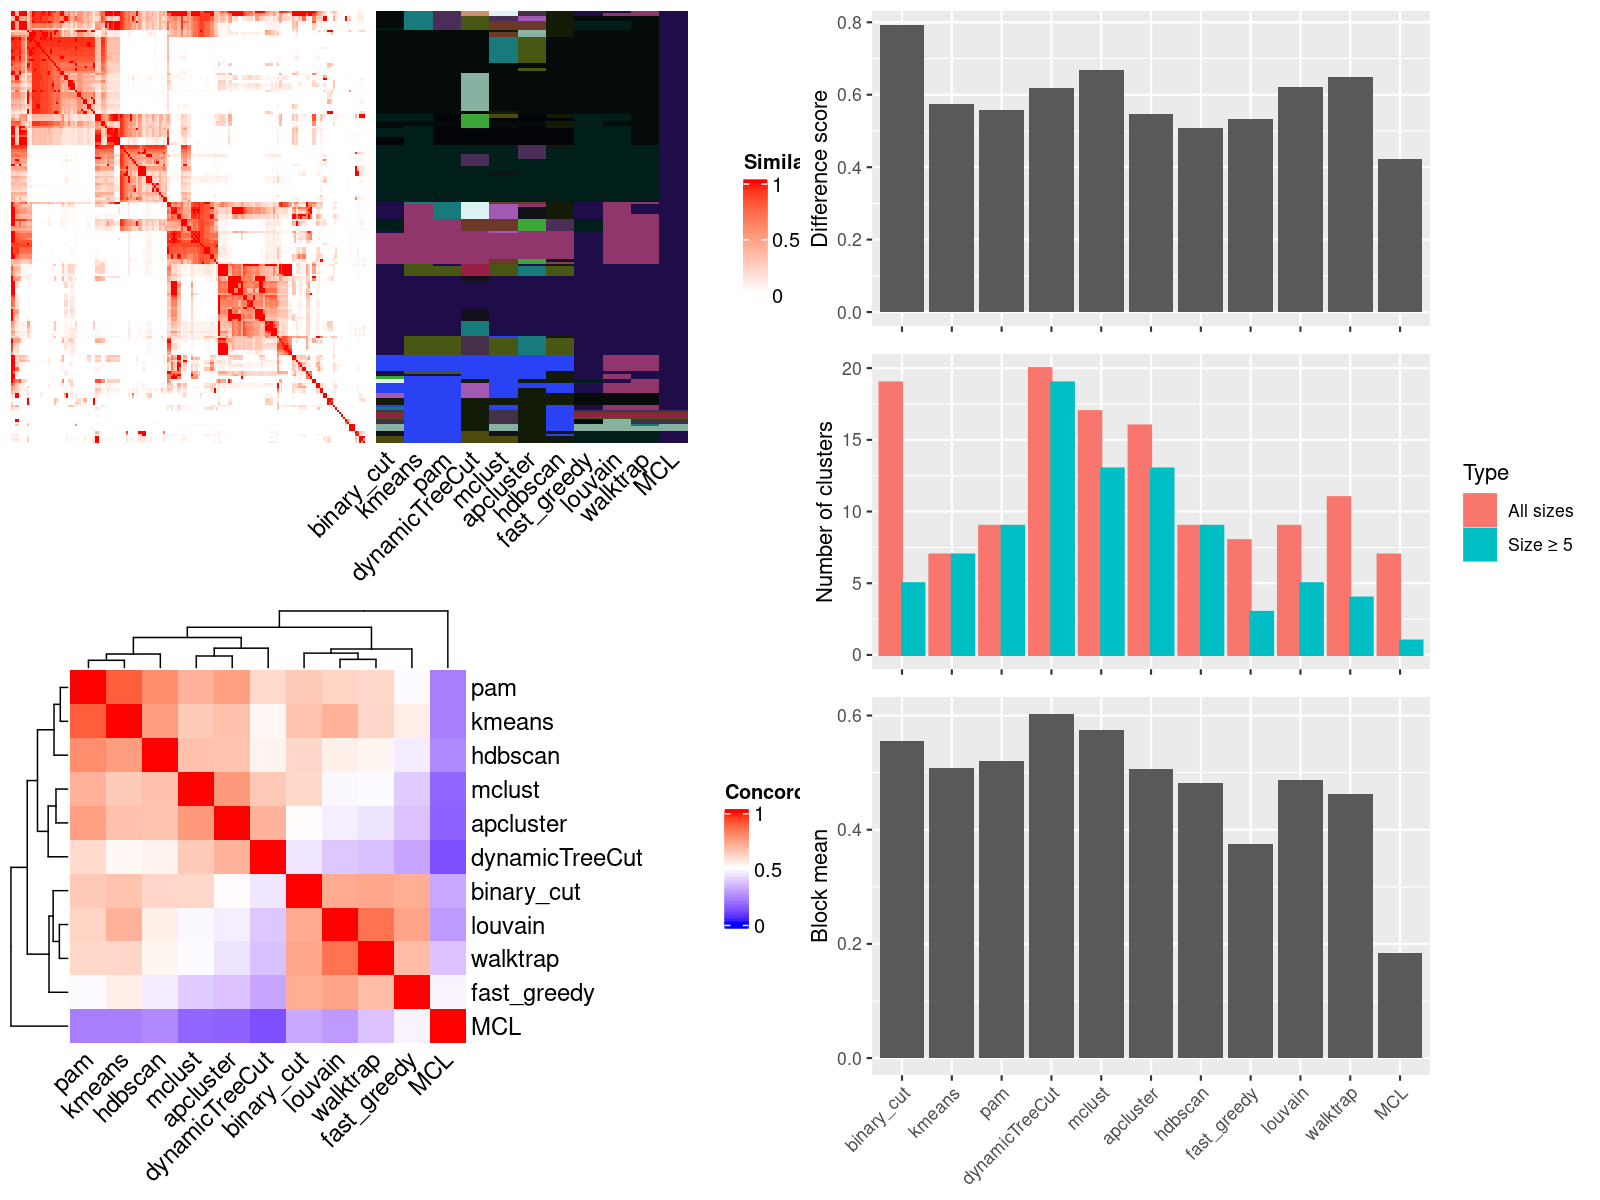 Simila
1
0.5
0
binary_cut
kmeans
pam
dynamicTreeCut
mclust
apcluster
hdbscan
fast_greedy
louvain
walktrap
MCL
Difference score
0.8
0.6
0.4
0.2
0.0
Number of clusters
20
15
10
5
0
Type
All sizes
Size ≥ 5
pam
kmeans
hdbscan
mclust
apcluster
dynamicTreeCut
binary_cut
louvain
walktrap
fast_greedy
MCL
pam
kmeans
hdbscan
mclust
apcluster
dynamicTreeCut
binary_cut
louvain
walktrap
fast_greedy
MCL
Concord
1
0.5
0
Block mean
0.6
0.4
0.2
0.0
binary_cut
kmeans
pam
dynamicTreeCut
mclust
apcluster
hdbscan
fast_greedy
louvain
walktrap
MCL